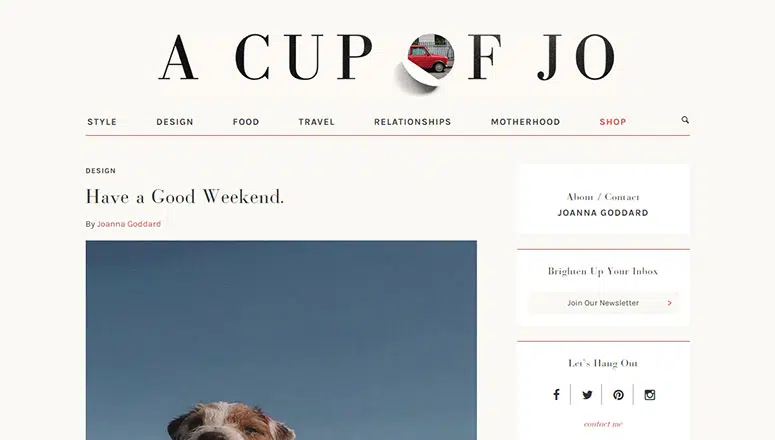 A CUP OF JO
STYLE DESIGN FOOD TRAVEL RELATIONSHIPS MOTHERHOOD SHOP
DESIGN
Have a Good Weekend.
By Joanna Goddard
About / Contact
JOANNA GODDARD
Brighten Up Your Inbox
Join Our Newsletter >
Let's Hang Out
contact me